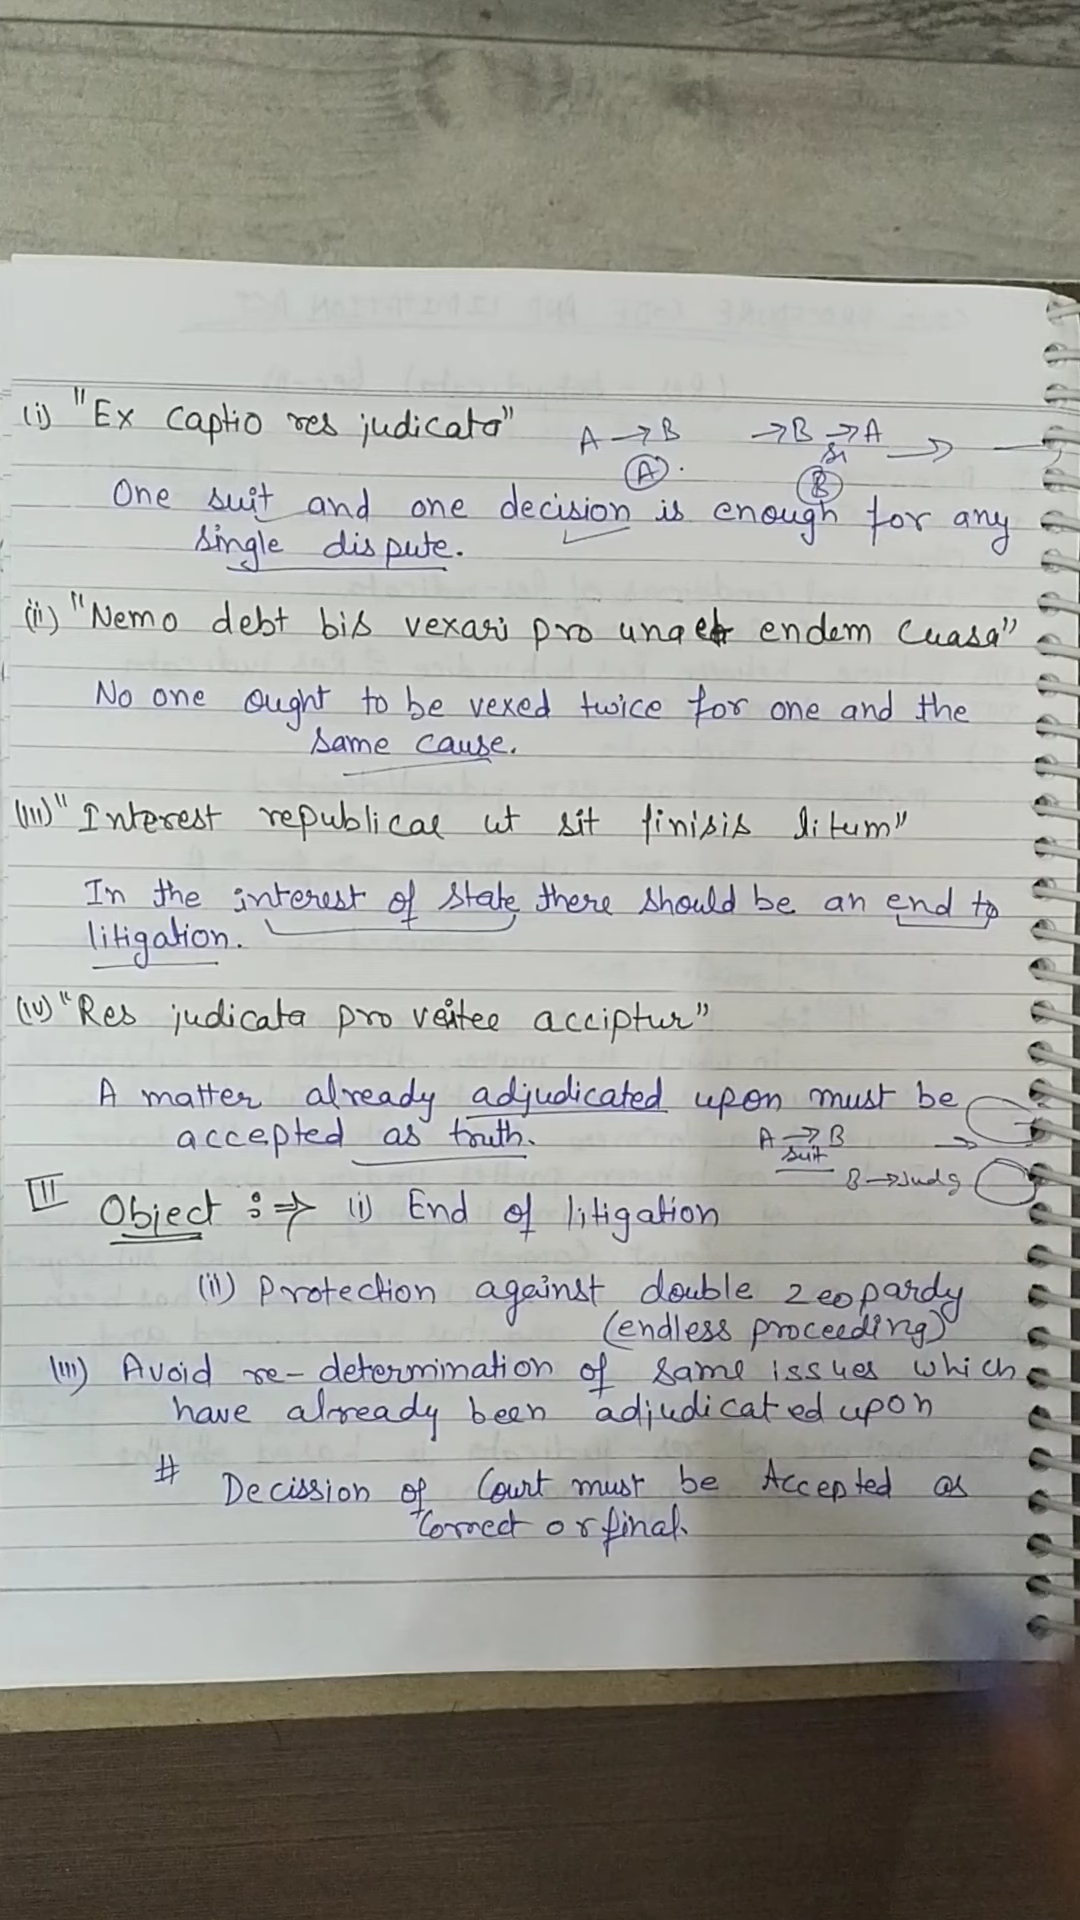 (i) "Ex Captio res judicata"
A → B → B → A
(A). (B)
One suit and one decision is enough for any
single dispute.
(ii) "Nemo debt bis vexari pro una et endem Cuasa"
No one ought to be vexed twice for one and the
same cause.
(iii) "Interest republicae ut sit finisis litum"
In the interest of state there should be an end to
litigation.
(iv) "Res judicata pro veitee acciptur"
A matter already adjudicated upon must be
accepted as truth.
A → B
suit
B → Judg
II Object :⇒ (i) End of litigation
(ii) Protection against double zeopardy
(endless proceeding)
(iii) Avoid re-determination of same issues which
have already been adjudicated upon
# Decission of Court must be Accepted as
correct or final.